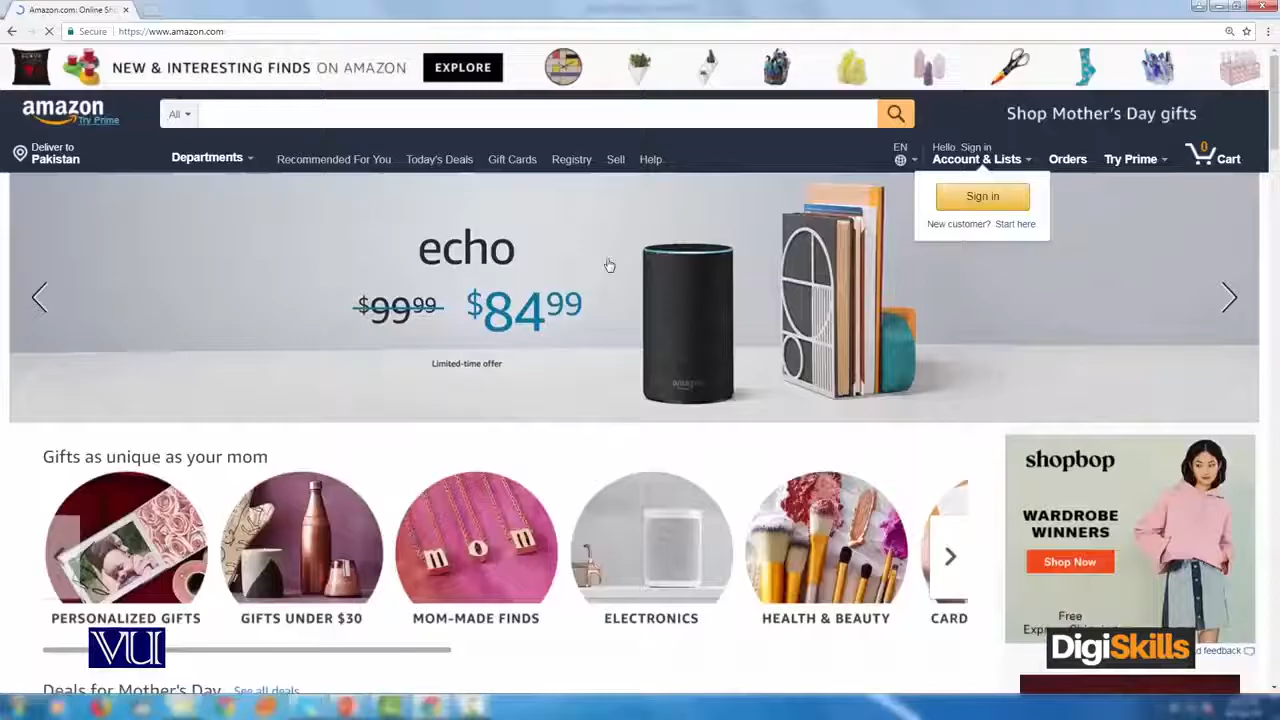 Amazon.com: Online Sh
Secure
https://www.amazon.com
NEW & INTERESTING FINDS ON AMAZON
EXPLORE
amazon
Try Prime
All
Shop Mother's Day gifts
Deliver to
Pakistan
Departments
Recommended For You
Today's Deals
Gift Cards
Registry
Sell
Help
EN
Hello Sign in
Account & Lists
Orders
Try Prime
0
Cart
Sign in
New customer? Start here
echo
$99.99 $84.99
Limited-time offer
amazon
Gifts as unique as your mom
PERSONALIZED GIFTS
GIFTS UNDER $30
MOM-MADE FINDS
ELECTRONICS
HEALTH & BEAUTY
CARD
shopbop
WARDROBE
WINNERS
Shop Now
Free
feedback
VU
DigiSkills
Deals for Mother's Day
See all deals